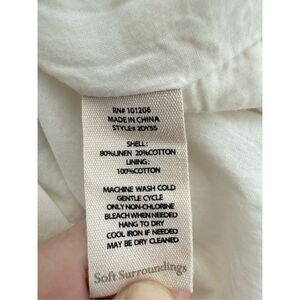 RN# 101206
MADE IN CHINA
STYLE# 2DY55
SHELL:
80%LINEN 20%COTTON
LINING:
100%COTTON
MACHINE WASH COLD
GENTLE CYCLE
ONLY NON-CHLORINE
BLEACH WHEN NEEDED
HANG TO DRY
COOL IRON IF NEEDED
MAY BE DRY CLEANED
Soft Surroundings